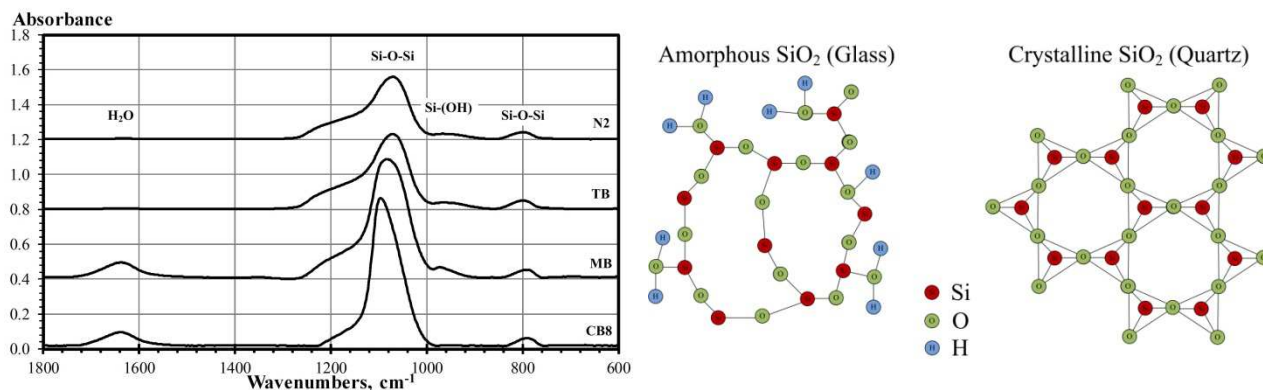 Absorbance
1.8
1.6
1.4
1.2
1.0
0.8
0.6
0.4
0.2
0.0
Si-O-Si
H₂O
Si-(OH)
Si-O-Si
N2
TB
MB
CB8
1800
1600
1400
1200
1000
800
600
Wavenumbers, cm⁻¹
Amorphous SiO₂ (Glass)
Crystalline SiO₂ (Quartz)
Si
O
H